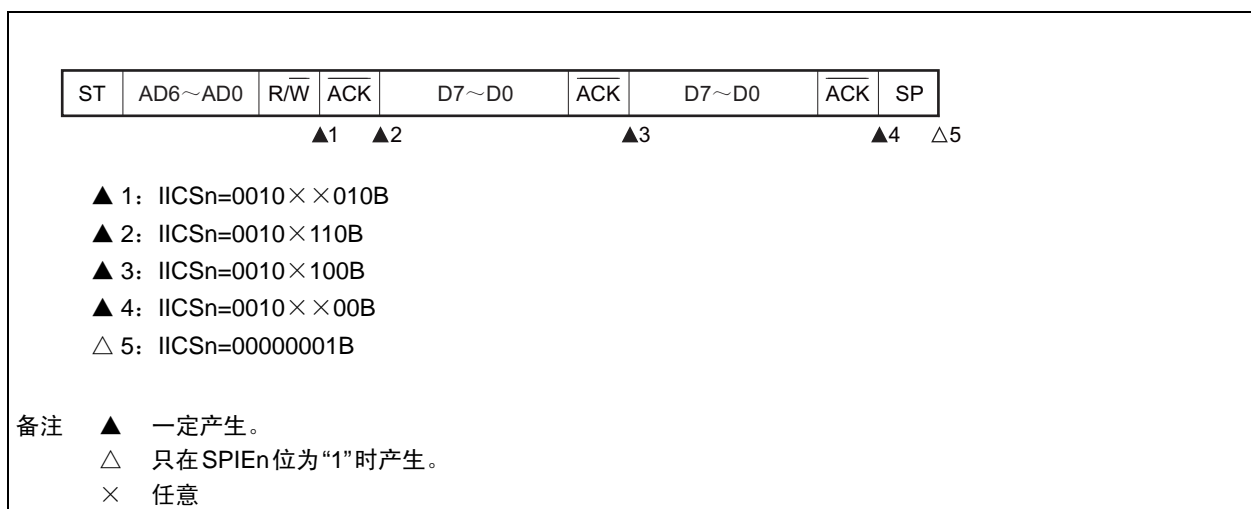 ST AD6~AD0 R/W ACK D7~D0 ACK D7~D0 ACK SP
▲1 ▲2 ▲3 ▲4 △5
▲ 1：IICSn=0010××010B
▲ 2：IICSn=0010×110B
▲ 3：IICSn=0010×100B
▲ 4：IICSn=0010××00B
△ 5：IICSn=00000001B
备注 ▲ 一定产生。
△ 只在SPIEn位为“1”时产生。
× 任意